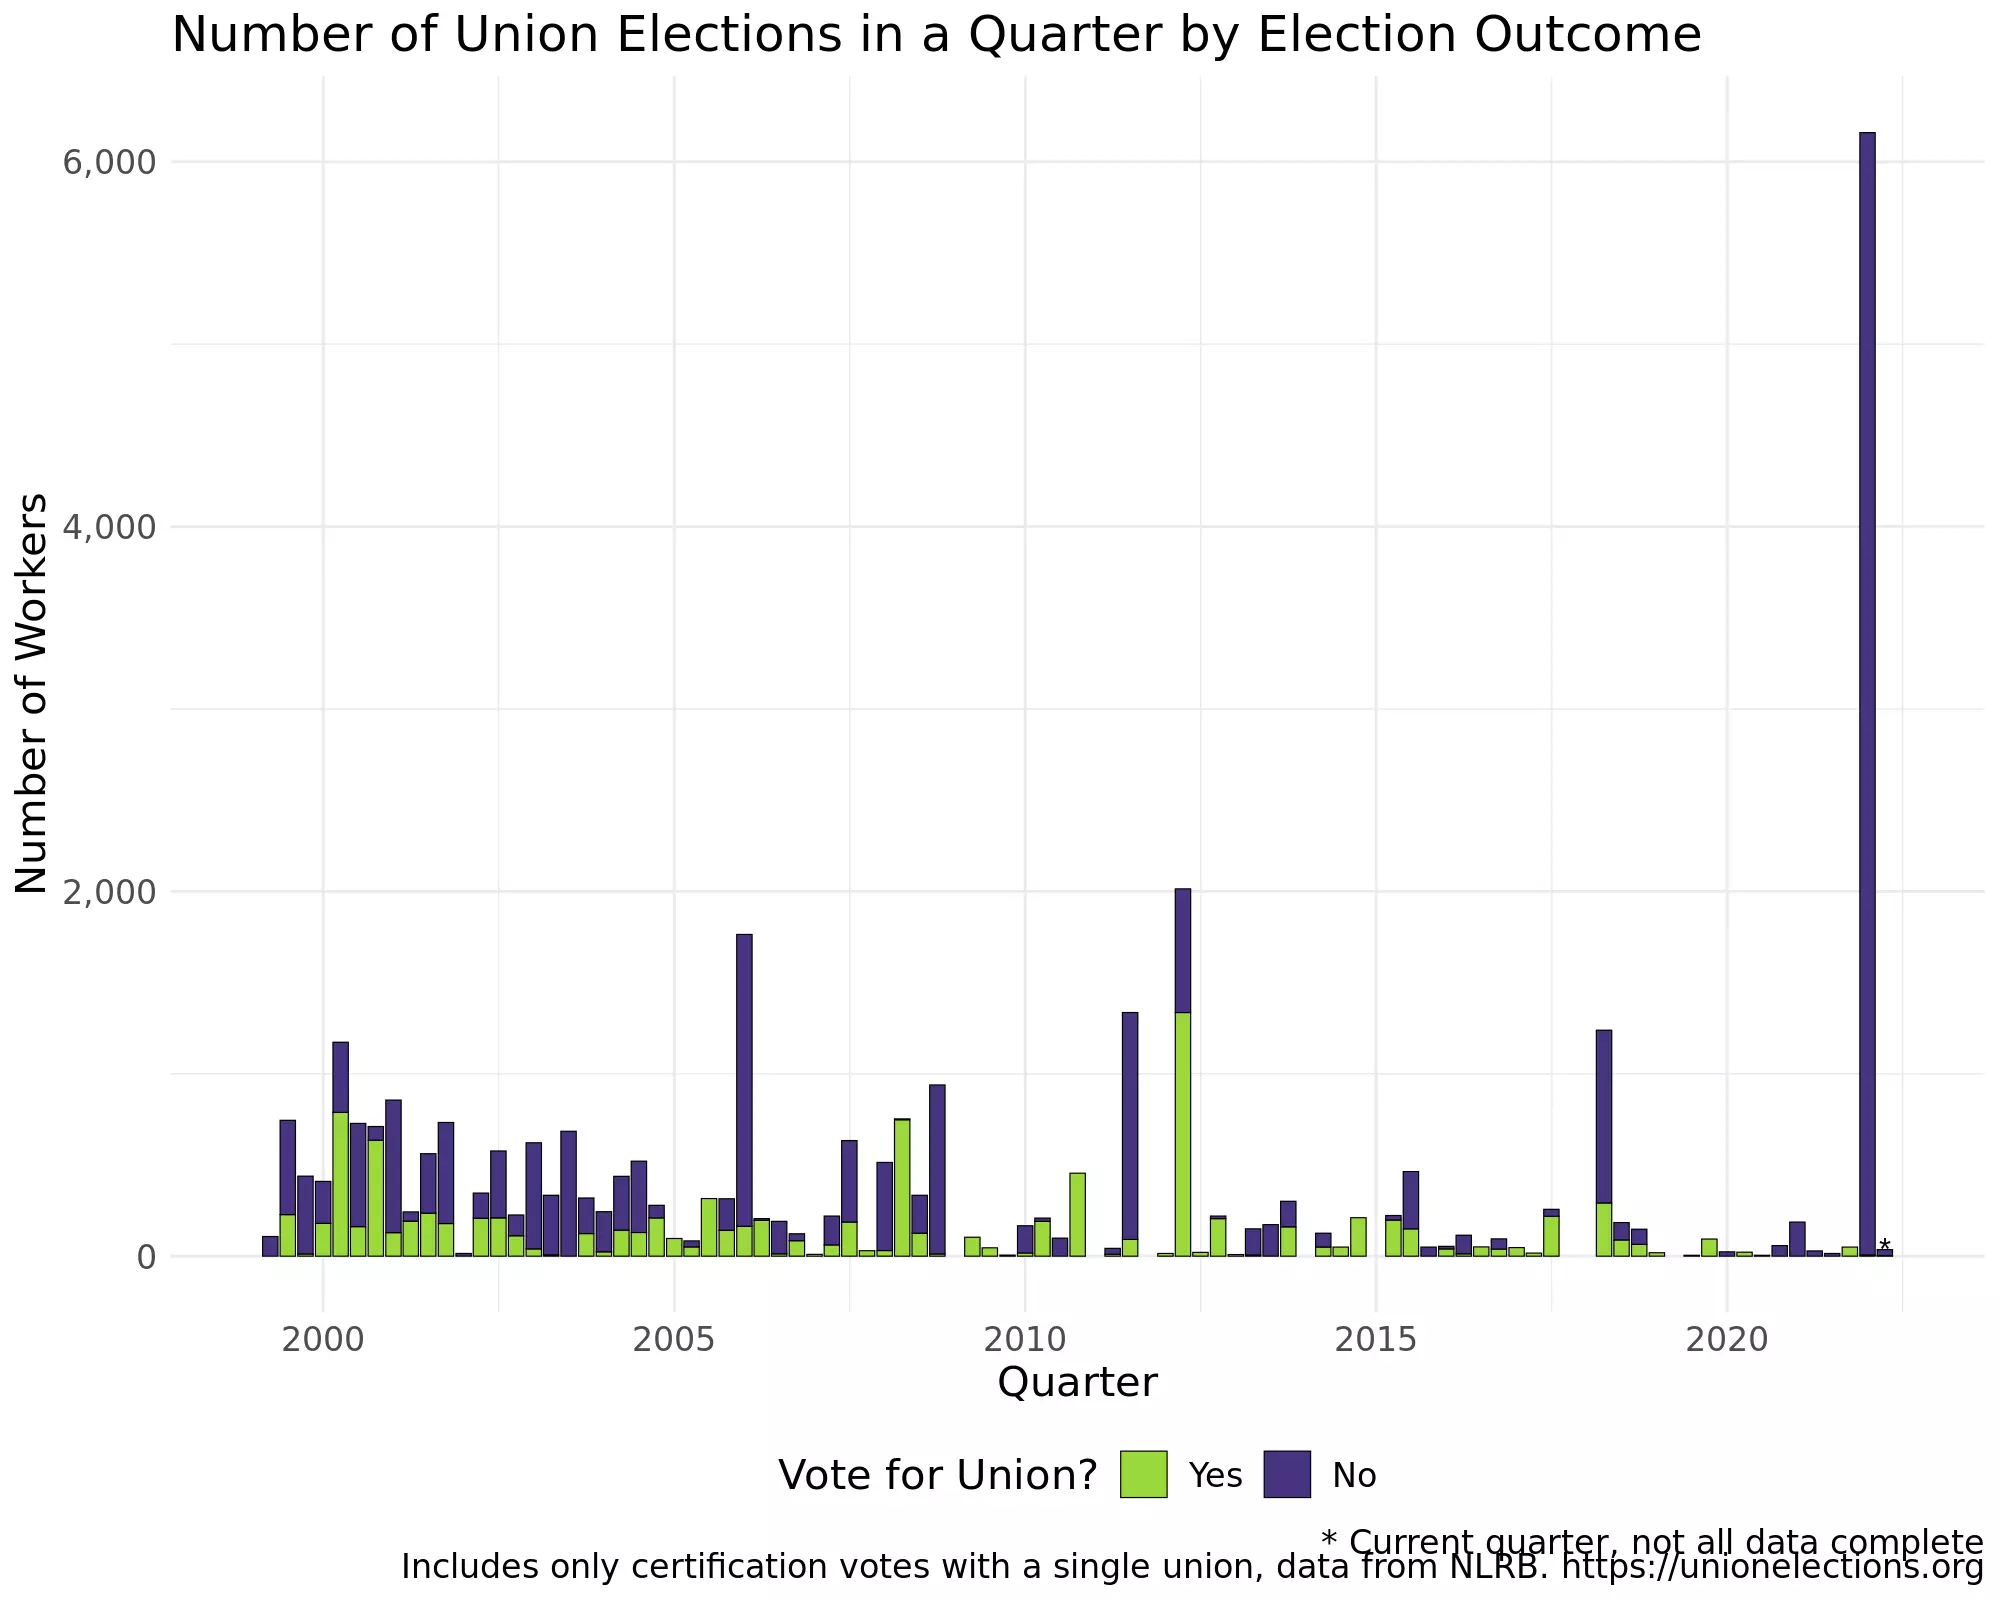 Number of Union Elections in a Quarter by Election Outcome
Number of Workers
6,000
4,000
2,000
0
*
2000 2005 2010 2015 2020
Quarter
Vote for Union? Yes No
* Current quarter, not all data complete
Includes only certification votes with a single union, data from NLRB. https://unionelections.org